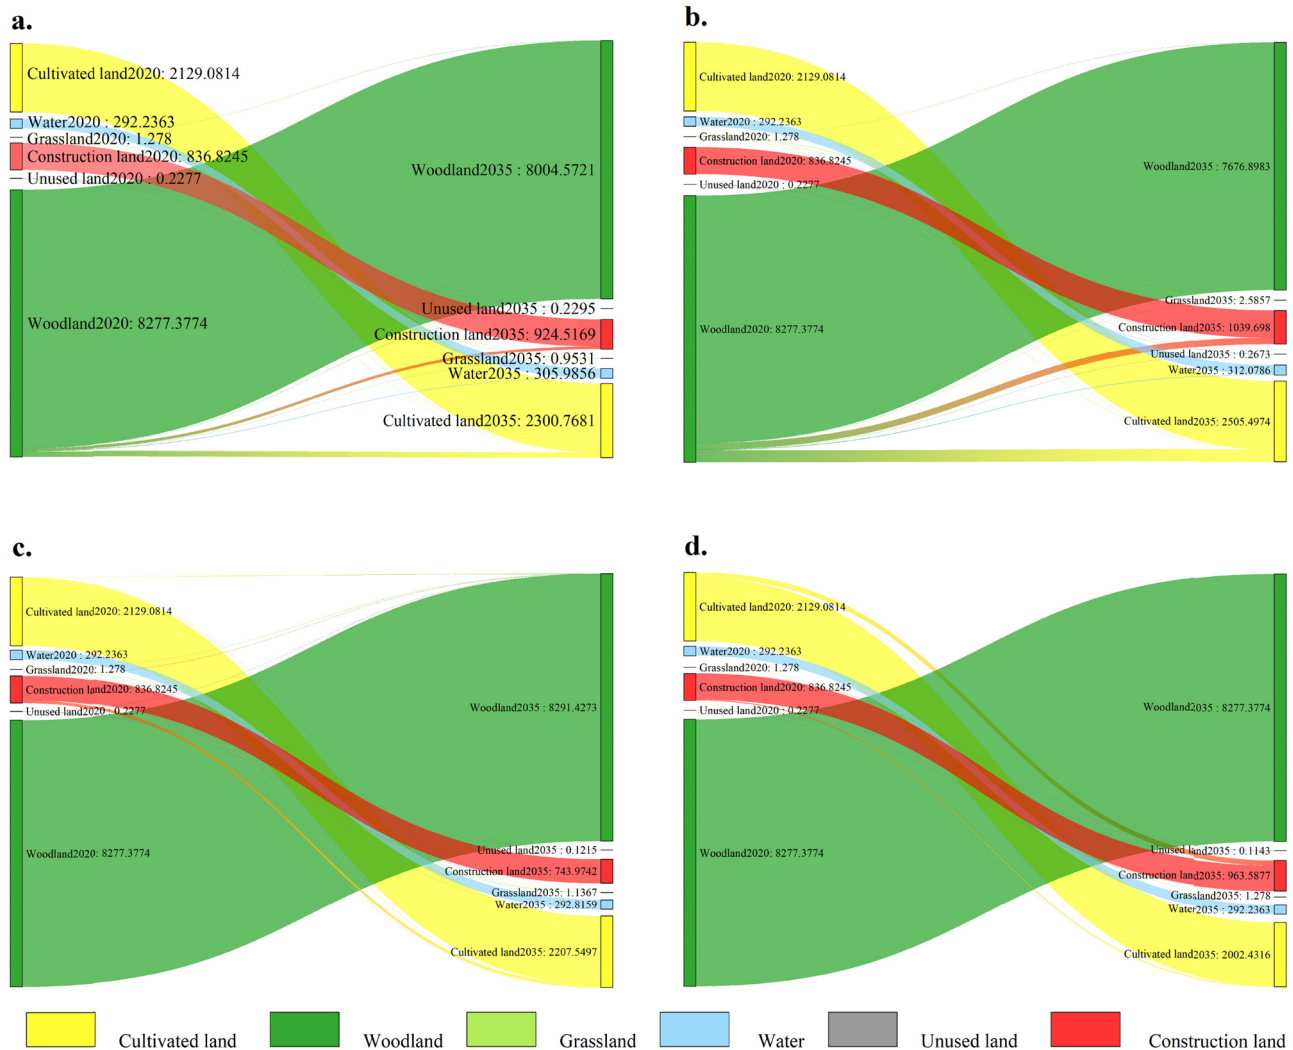 a.
Cultivated land2020: 2129.0814
Water2020 : 292.2363
Grassland2020: 1.278
Construction land2020: 836.8245
Unused land2020 : 0.2277
Woodland2020: 8277.3774
Woodland2035 : 8004.5721
Unused land2035 : 0.2295
Construction land2035: 924.5169
Grassland2035: 0.9531
Water2035 : 305.9856
Cultivated land2035: 2300.7681
b.
Cultivated land2020: 2129.0814
Water2020 : 292.2363
Grassland2020: 1.278
Construction land2020: 836.8245
Unused land2020 : 0.2277
Woodland2020: 8277.3774
Woodland2035 : 7676.8983
Grassland2035: 2.5857
Construction land2035: 1039.698
Unused land2035 : 0.2673
Water2035 : 312.0786
Cultivated land2035: 2505.4974
c.
Cultivated land2020: 2129.0814
Water2020 : 292.2363
Grassland2020: 1.278
Construction land2020: 836.8245
Unused land2020 : 0.2277
Woodland2020: 8277.3774
Woodland2035 : 8291.4273
Unused land2035 : 0.1215
Construction land2035: 743.9742
Grassland2035: 1.1367
Water2035 : 292.8159
Cultivated land2035: 2207.5497
d.
Cultivated land2020: 2129.0814
Water2020 : 292.2363
Grassland2020: 1.278
Construction land2020: 836.8245
Unused land2020 : 0.2277
Woodland2020: 8277.3774
Woodland2035 : 8277.3774
Unused land2035 : 0.1143
Construction land2035: 963.5877
Grassland2035: 1.278
Water2035 : 292.2363
Cultivated land2035: 2002.4316
Cultivated land
Woodland
Grassland
Water
Unused land
Construction land